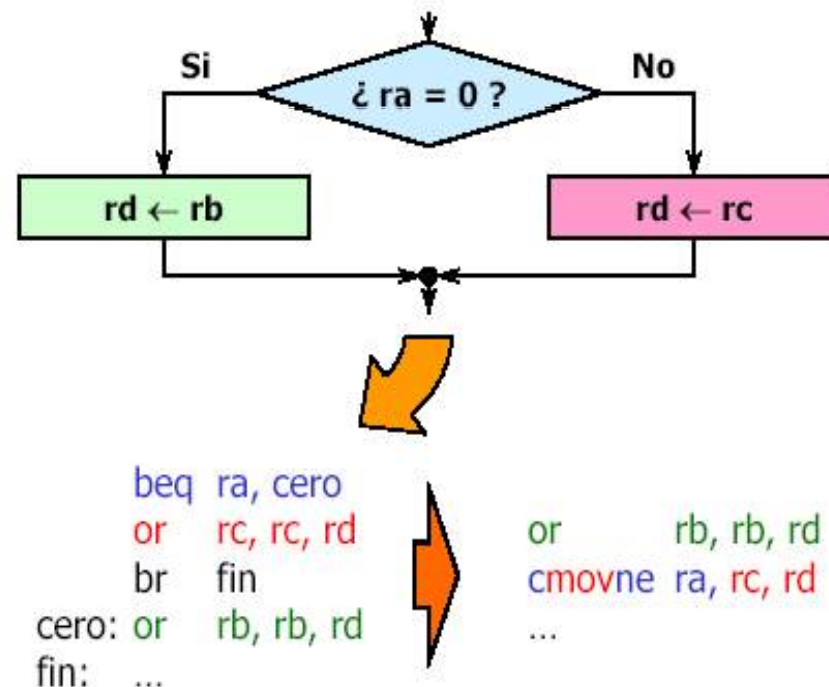 Si
No
¿ ra = 0 ?
rd ← rb
rd ← rc
beq ra, cero
or rc, rc, rd
br fin
cero: or rb, rb, rd
fin: ...
or rb, rb, rd
cmovne ra, rc, rd
...